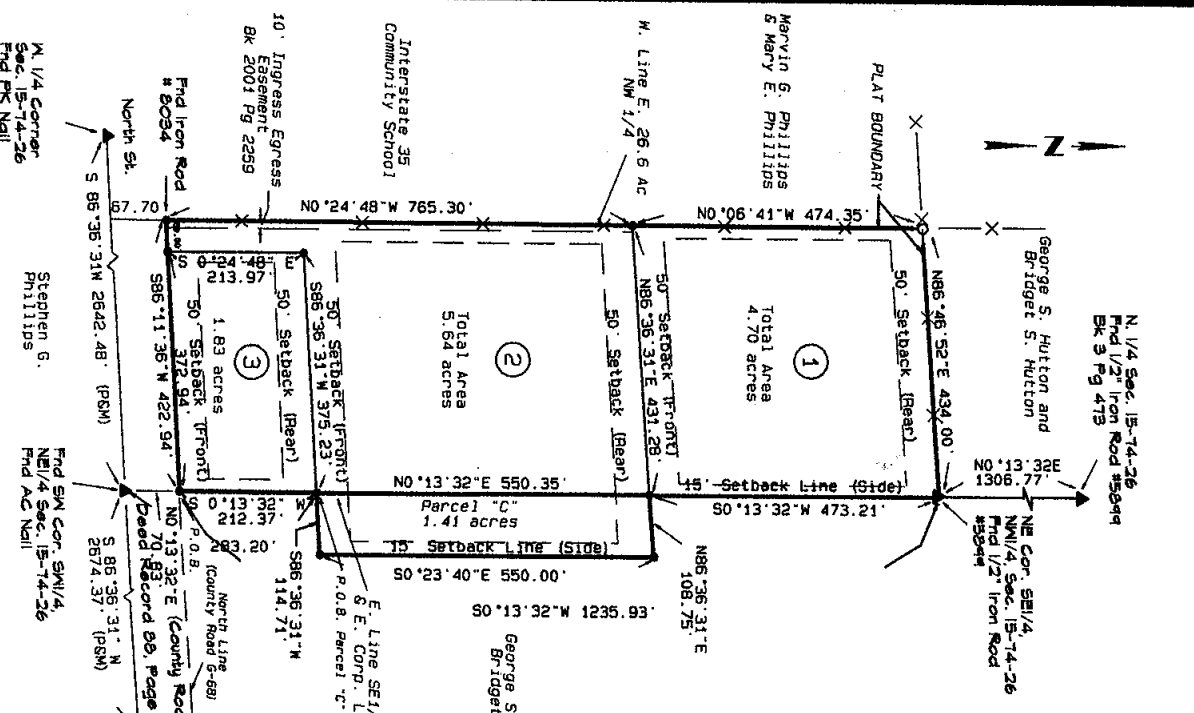 N. 1/4 Sec. 15-74-26
Fnd 1/2" Iron Rod #5899
Bk 3 Pg 473
N0°13'32E
1306.77'
NE Cor. SE1/4,
NW1/4, Sec. 15-74-26
Fnd 1/2" Iron Rod
#5899
George S. Hutton and
Bridget S. Hutton
Z
PLAT BOUNDARY
N86°46'52"E 434.00'
50' Setback (Rear)
Marvin G. Phillips
& Mary E. Phillips
N0°06'41"W 474.35'
1
Total Area
4.70 acres
15' Setback Line (Side)
S0°13'32"W 473.21'
50' Setback (Front)
N86°36'31"E 431.28'
W. Line E. 26.6 Ac
NW 1/4
50' Setback (Rear)
N86°36'31"E
108.75'
Interstate 35
Community School
N0°24'48"W 765.30'
2
Total Area
5.64 acres
N0°13'32"E 550.35'
Parcel "C"
1.41 acres
15' Setback Line (Side)
S0°23'40"E 550.00'
S0°13'32"W 1235.93'
George S
Bridget
50' Setback (Front)
S86°36'31"W 375.23'
10' Ingress Egress
Easement
Bk 2001 Pg 2259
S 0°24'48" E
213.97'
50' Setback (Rear)
3
1.83 acres
50' Setback (Front)
372.94'
S86°11'36"W 422.94'
S 0°13'32" W
212.37'
283.20'
S86°36'31"W
114.71'
E. Line SE1/
& E. Corp. L
P.O.B. Parcel "C"
Fnd Iron Rod
# 8034
67.70
North St.
P.O.B.
North Line
(County Road G-68)
N0°13'32"E (County Roa
70.83'
Deed Record 88, Page
W. 1/4 Corner
Sec. 15-74-26
Fnd PK Nail
S 86°36'31W 2642.48' (P&M)
Stephen G.
Phillips
Fnd SW Cor. SW1/4,
NE1/4 Sec. 15-74-26
Fnd AC Nail
S 86°36'31" W
2674.37' (P&M)